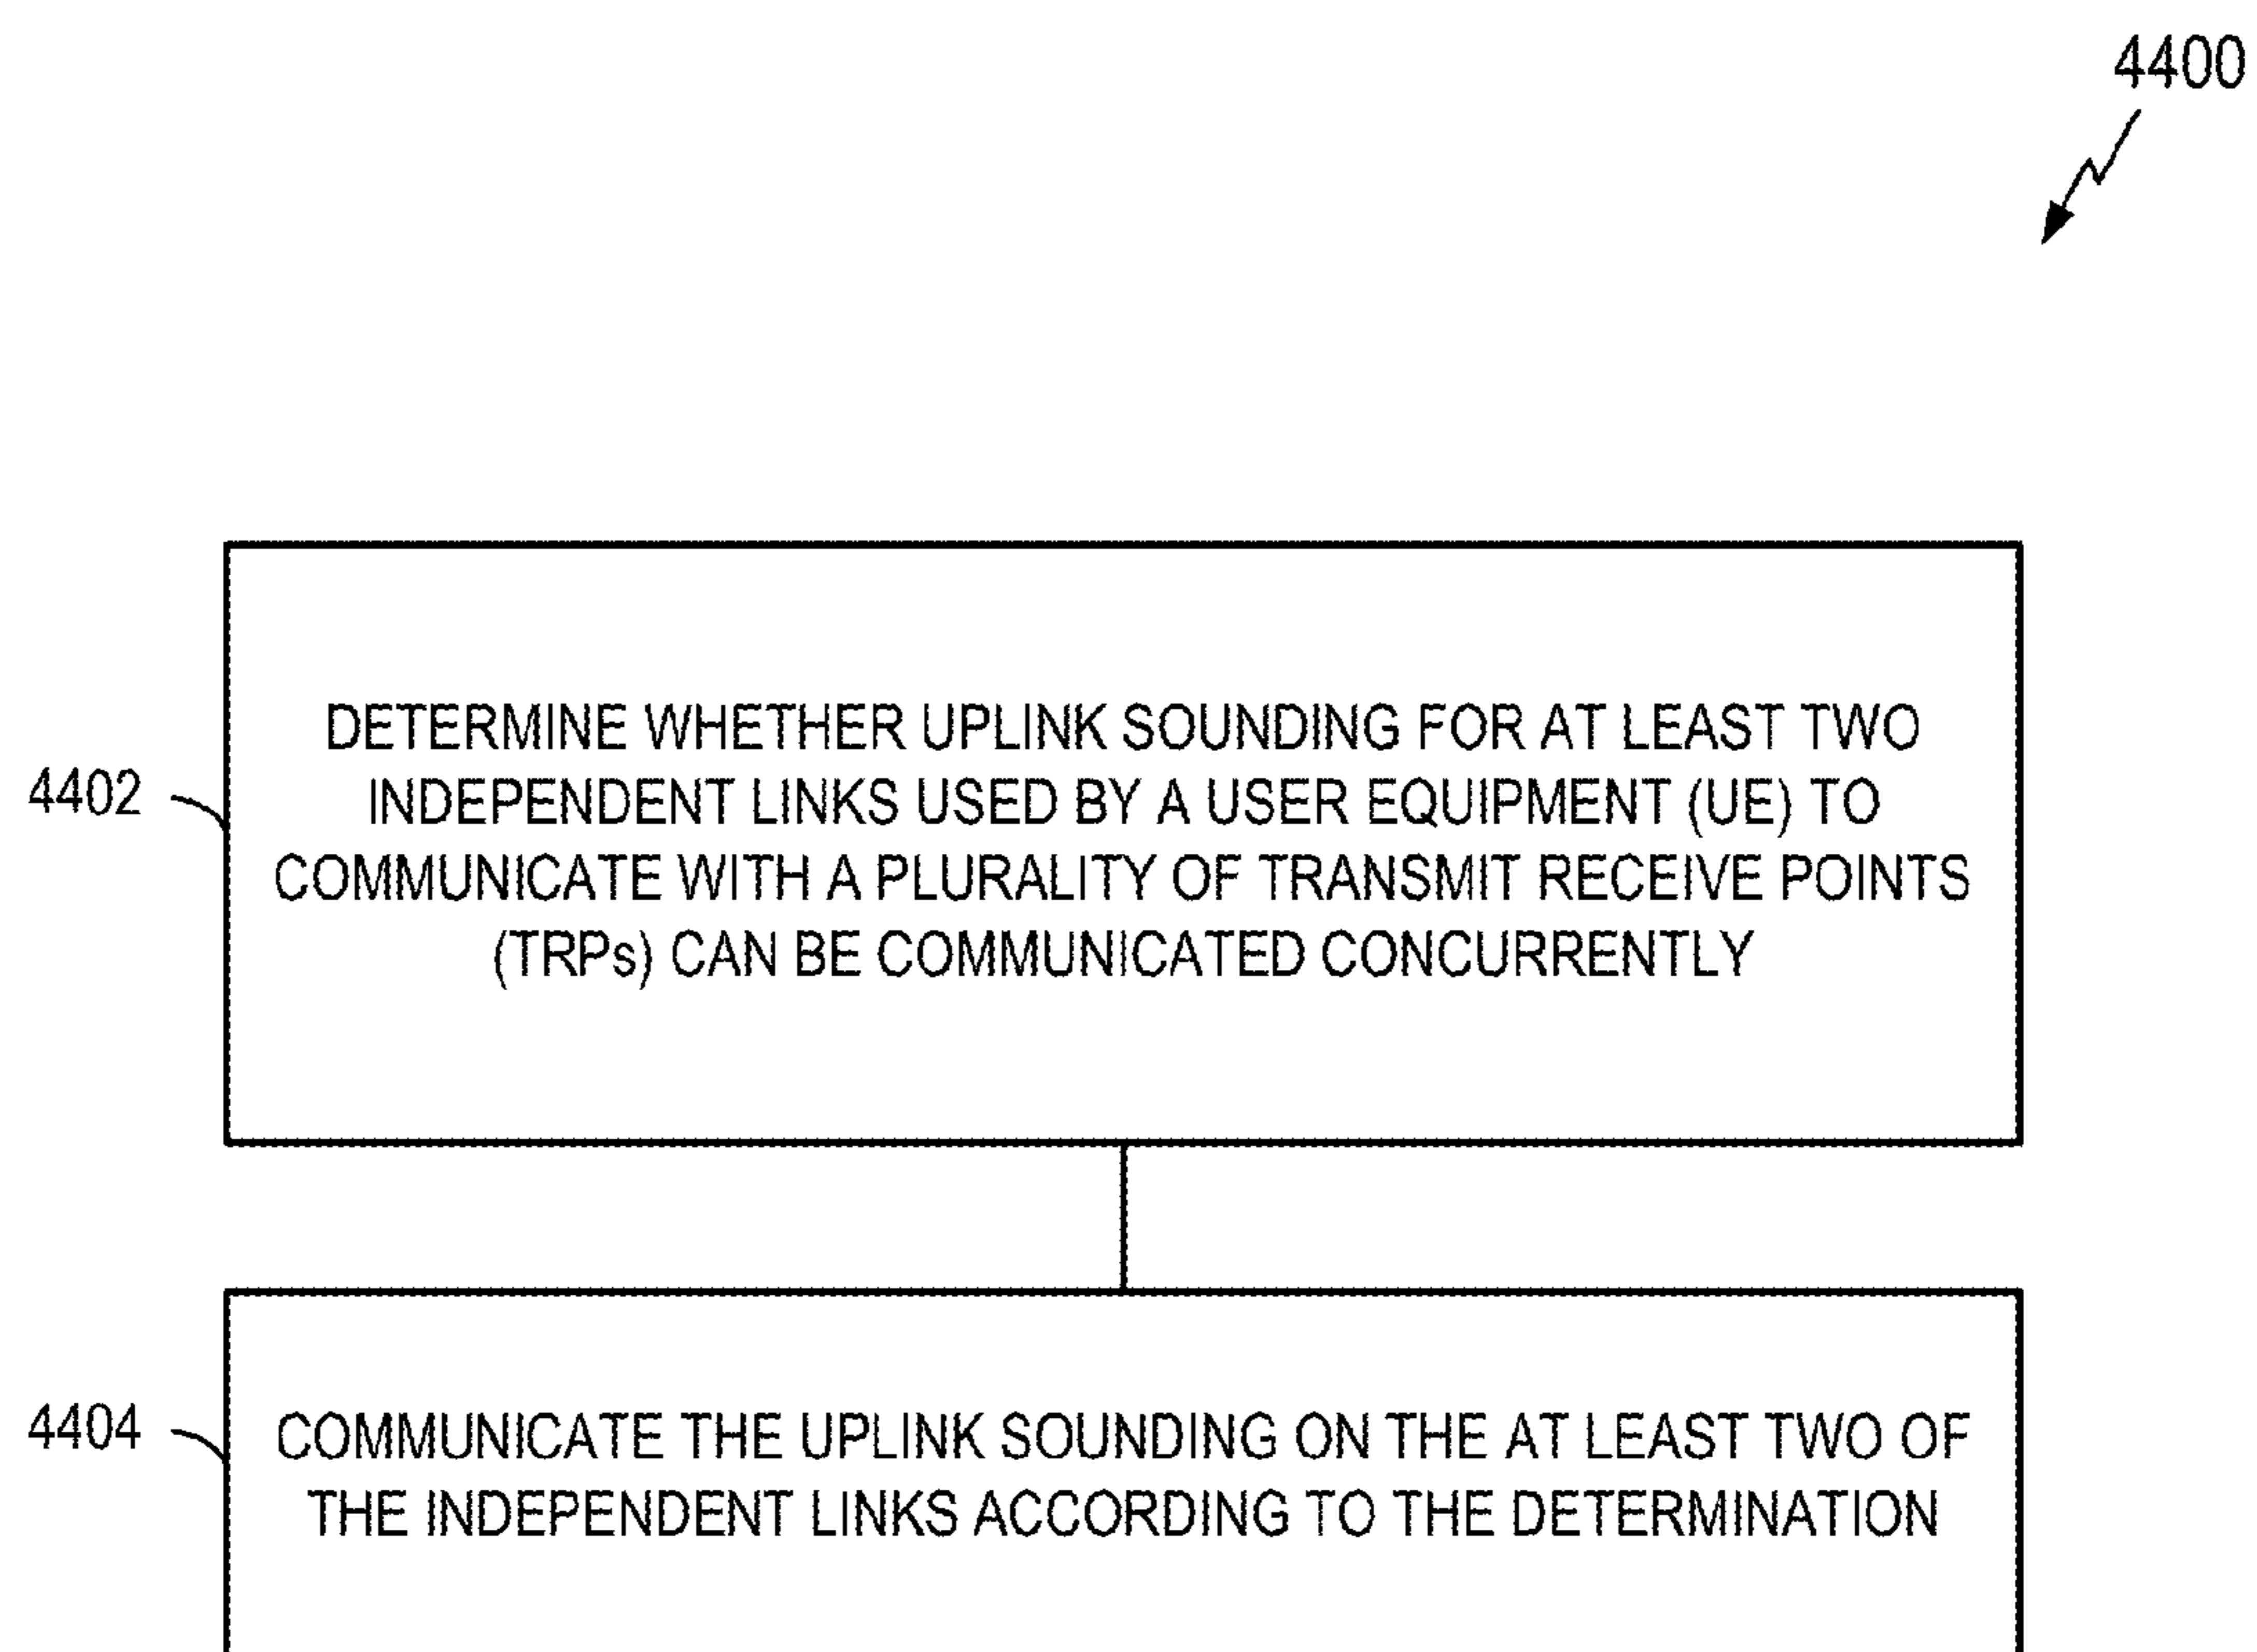 4400
4402
DETERMINE WHETHER UPLINK SOUNDING FOR AT LEAST TWO
INDEPENDENT LINKS USED BY A USER EQUIPMENT (UE) TO
COMMUNICATE WITH A PLURALITY OF TRANSMIT RECEIVE POINTS
(TRPs) CAN BE COMMUNICATED CONCURRENTLY
4404
COMMUNICATE THE UPLINK SOUNDING ON THE AT LEAST TWO OF
THE INDEPENDENT LINKS ACCORDING TO THE DETERMINATION